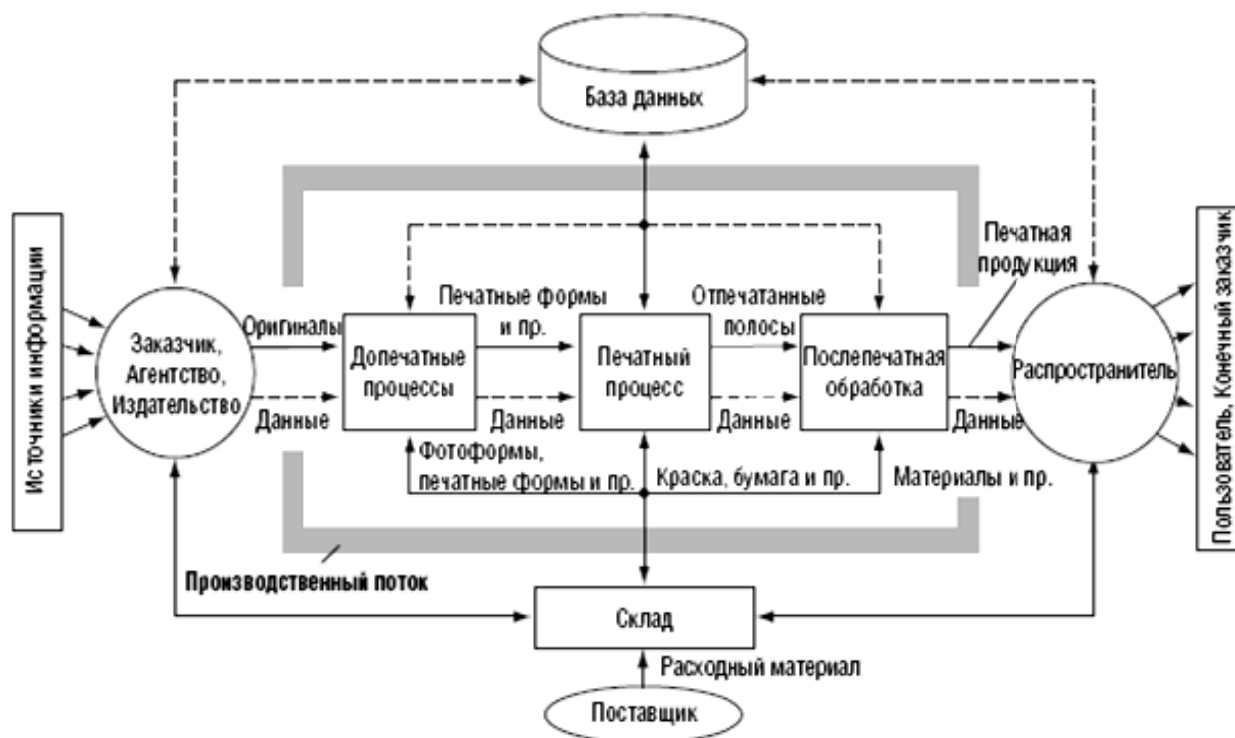 База данных
Источники информации
Заказчик,
Агентство,
Издательство
Оригиналы
Данные
Допечатные
процессы
Печатные формы
и пр.
Данные
Печатный
процесс
Отпечатанные
полосы
Данные
Послепечатная
обработка
Печатная
продукция
Данные
Распространитель
Пользователь, Конечный заказчик
Фотоформы,
печатные формы и пр.
Краска, бумага и пр.
Материалы и пр.
Производственный поток
Склад
Расходный материал
Поставщик